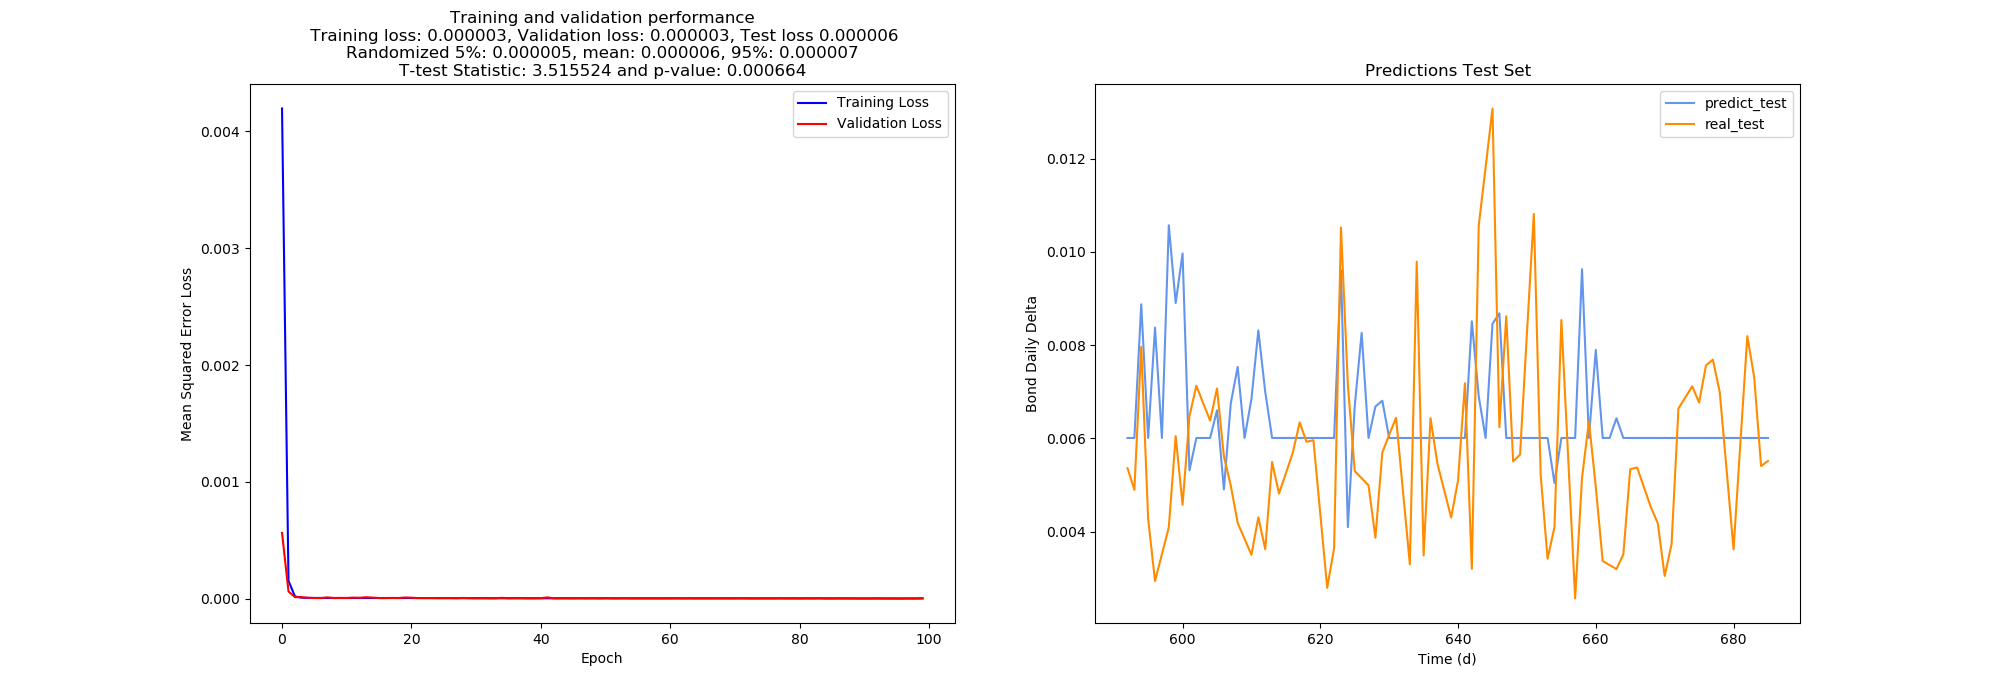 Training and validation performance
Training loss: 0.000003, Validation loss: 0.000003, Test loss 0.000006
Randomized 5%: 0.000005, mean: 0.000006, 95%: 0.000007
T-test Statistic: 3.515524 and p-value: 0.000664
Training Loss
Validation Loss
Mean Squared Error Loss
0.004
0.003
0.002
0.001
0.000
0
20
40
60
80
100
Epoch
Predictions Test Set
predict_test
real_test
Bond Daily Delta
0.012
0.010
0.008
0.006
0.004
600
620
640
660
680
Time (d)